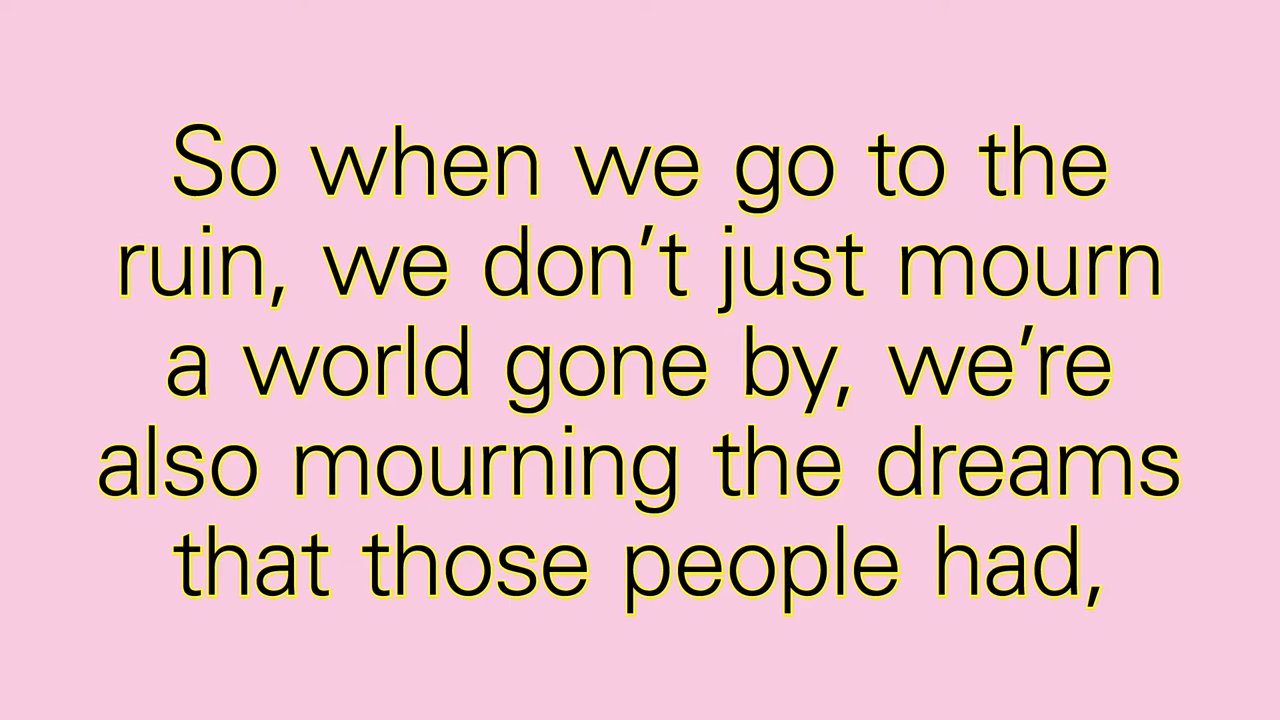 So when we go to the
ruin, we don’t just mourn
a world gone by, we’re
also mourning the dreams
that those people had,